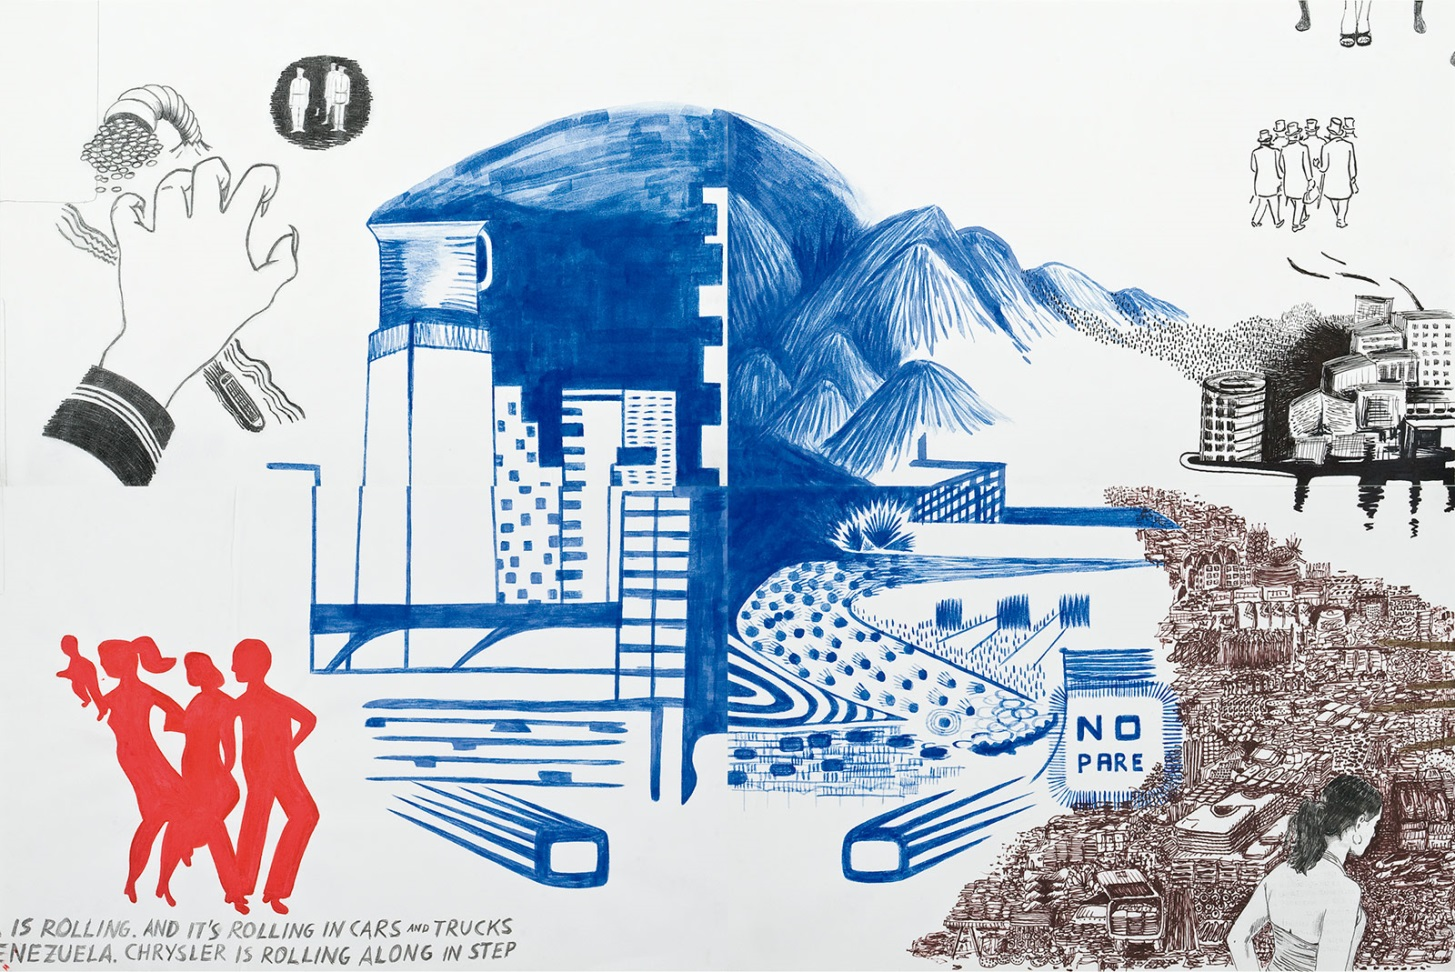 NO
PARE
IS ROLLING. AND IT'S ROLLING IN CARS AND TRUCKS
ENEZUELA. CHRYSLER IS ROLLING ALONG IN STEP